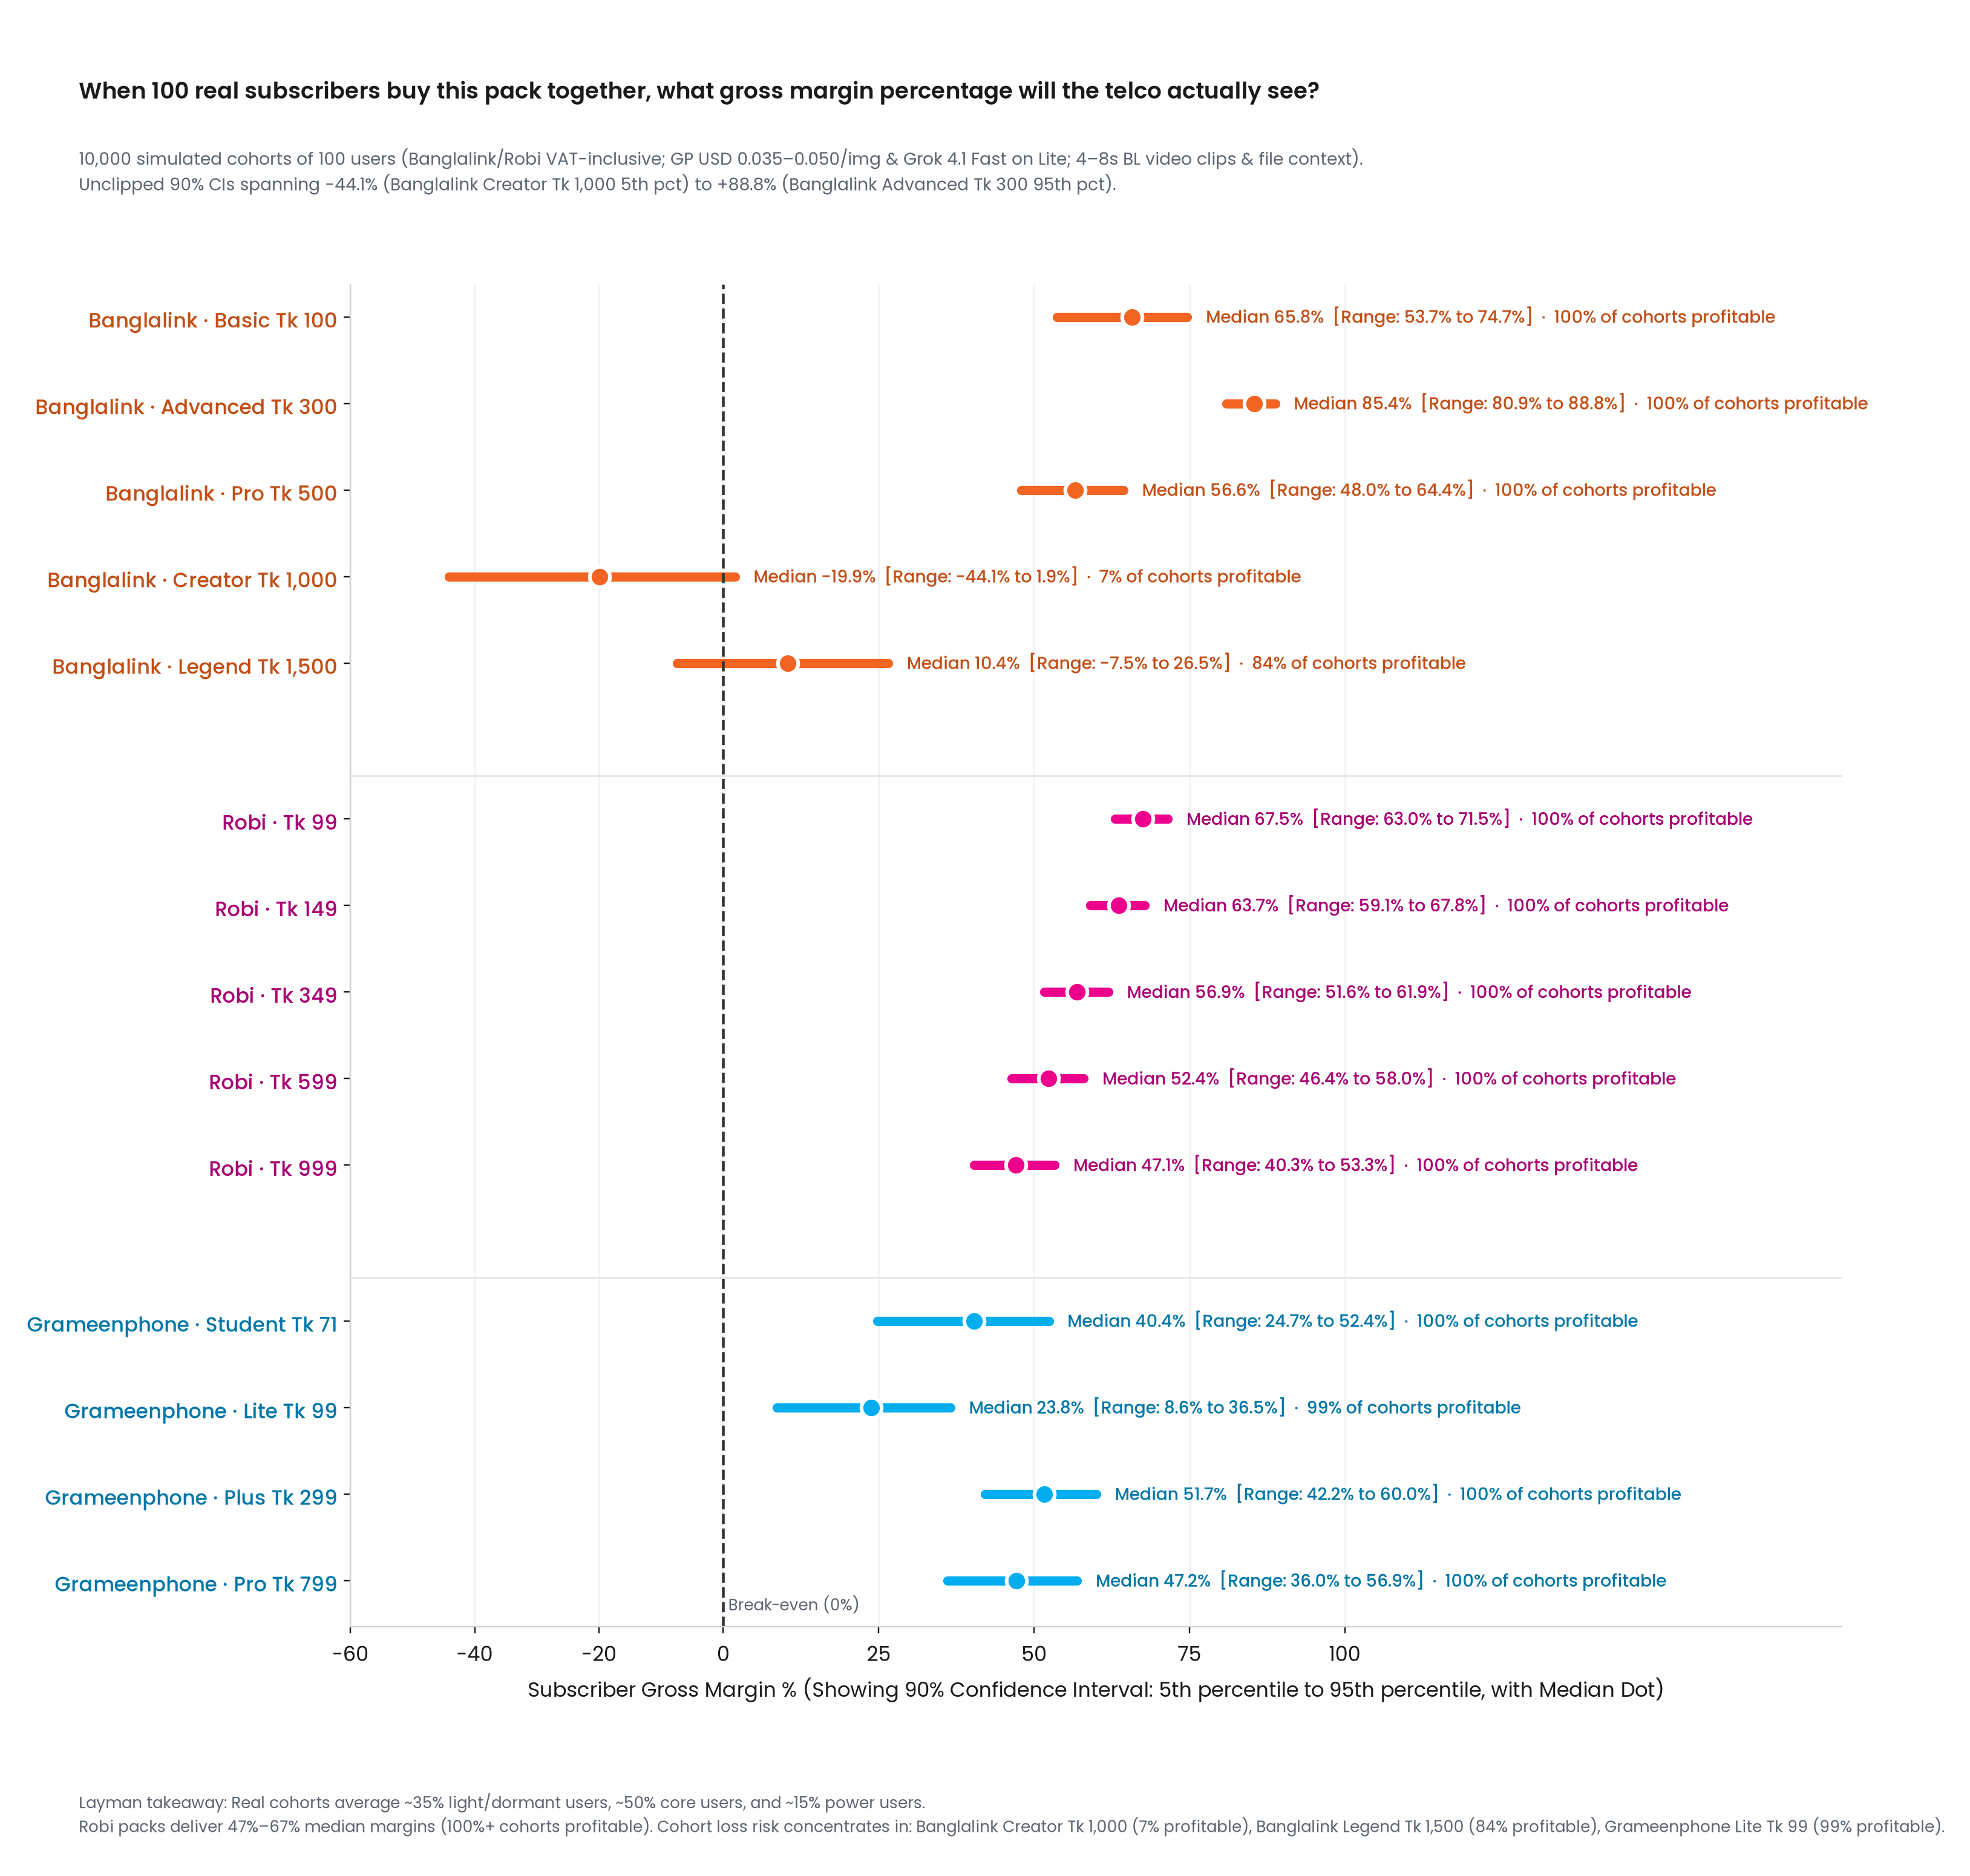 When 100 real subscribers buy this pack together, what gross margin percentage will the telco actually see?
10,000 simulated cohorts of 100 users (Banglalink/Robi VAT-inclusive; GP USD 0.035–0.050/img & Grok 4.1 Fast on Lite; 4–8s BL video clips & file context).
Unclipped 90% CIs spanning -44.1% (Banglalink Creator Tk 1,000 5th pct) to +88.8% (Banglalink Advanced Tk 300 95th pct).
Banglalink · Basic Tk 100 Median 65.8% [Range: 53.7% to 74.7%] · 100% of cohorts profitable
Banglalink · Advanced Tk 300 Median 85.4% [Range: 80.9% to 88.8%] · 100% of cohorts profitable
Banglalink · Pro Tk 500 Median 56.6% [Range: 48.0% to 64.4%] · 100% of cohorts profitable
Banglalink · Creator Tk 1,000 Median -19.9% [Range: -44.1% to 1.9%] · 7% of cohorts profitable
Banglalink · Legend Tk 1,500 Median 10.4% [Range: -7.5% to 26.5%] · 84% of cohorts profitable
Robi · Tk 99 Median 67.5% [Range: 63.0% to 71.5%] · 100% of cohorts profitable
Robi · Tk 149 Median 63.7% [Range: 59.1% to 67.8%] · 100% of cohorts profitable
Robi · Tk 349 Median 56.9% [Range: 51.6% to 61.9%] · 100% of cohorts profitable
Robi · Tk 599 Median 52.4% [Range: 46.4% to 58.0%] · 100% of cohorts profitable
Robi · Tk 999 Median 47.1% [Range: 40.3% to 53.3%] · 100% of cohorts profitable
Grameenphone · Student Tk 71 Median 40.4% [Range: 24.7% to 52.4%] · 100% of cohorts profitable
Grameenphone · Lite Tk 99 Median 23.8% [Range: 8.6% to 36.5%] · 99% of cohorts profitable
Grameenphone · Plus Tk 299 Median 51.7% [Range: 42.2% to 60.0%] · 100% of cohorts profitable
Grameenphone · Pro Tk 799 Median 47.2% [Range: 36.0% to 56.9%] · 100% of cohorts profitable
Break-even (0%)
-60 -40 -20 0 25 50 75 100
Subscriber Gross Margin % (Showing 90% Confidence Interval: 5th percentile to 95th percentile, with Median Dot)
Layman takeaway: Real cohorts average ~35% light/dormant users, ~50% core users, and ~15% power users.
Robi packs deliver 47%–67% median margins (100%+ cohorts profitable). Cohort loss risk concentrates in: Banglalink Creator Tk 1,000 (7% profitable), Banglalink Legend Tk 1,500 (84% profitable), Grameenphone Lite Tk 99 (99% profitable).